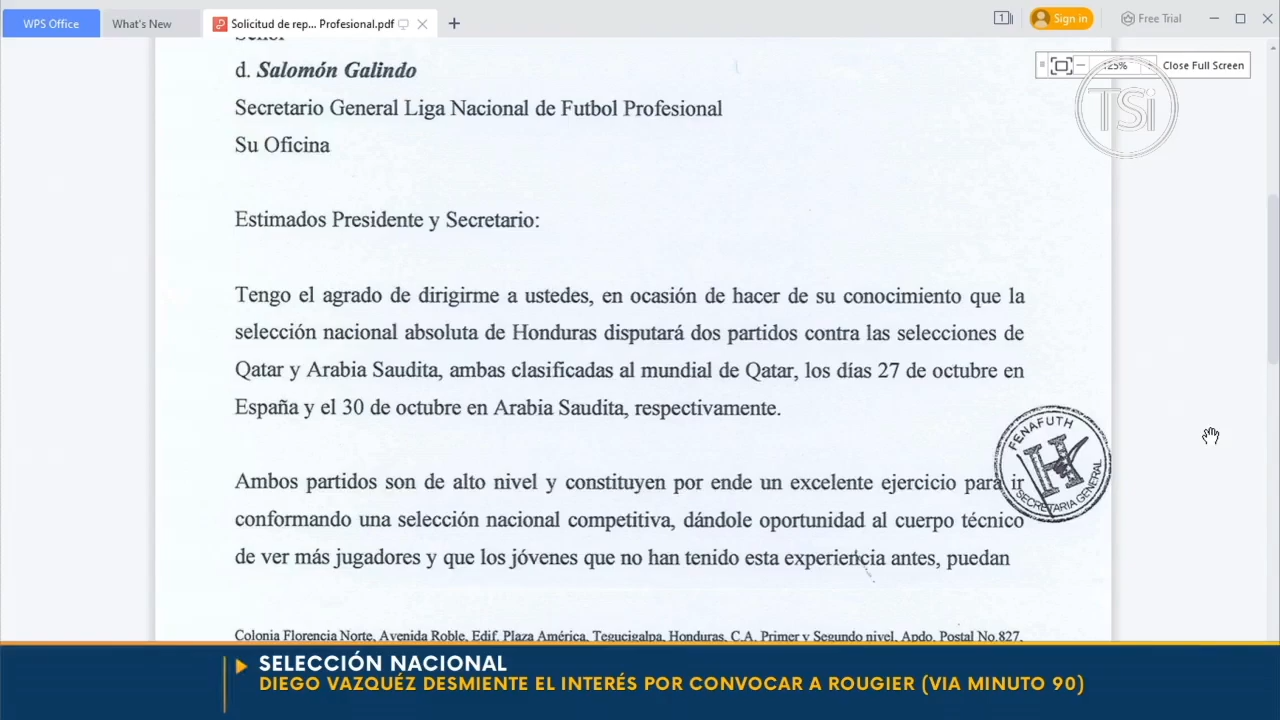 WPS Office
What's New
Solicitud de rep... Profesional.pdf
1
Sign in
Free Trial
Señor
125%
Close Full Screen
TSi
d. Salomón Galindo
Secretario General Liga Nacional de Futbol Profesional
Su Oficina
Estimados Presidente y Secretario:
Tengo el agrado de dirigirme a ustedes, en ocasión de hacer de su conocimiento que la
selección nacional absoluta de Honduras disputará dos partidos contra las selecciones de
Qatar y Arabia Saudita, ambas clasificadas al mundial de Qatar, los días 27 de octubre en
España y el 30 de octubre en Arabia Saudita, respectivamente.
FENAFUTH
H
SECRETARIA GENERAL
Ambos partidos son de alto nivel y constituyen por ende un excelente ejercicio para ir
conformando una selección nacional competitiva, dándole oportunidad al cuerpo técnico
de ver más jugadores y que los jóvenes que no han tenido esta experiencia antes, puedan
Colonia Florencia Norte, Avenida Roble, Edif. Plaza América, Tegucigalpa, Honduras, C.A. Primer y Segundo nivel, Apdo. Postal No.827,
SELECCIÓN NACIONAL
DIEGO VAZQUÉZ DESMIENTE EL INTERÉS POR CONVOCAR A ROUGIER (VIA MINUTO 90)